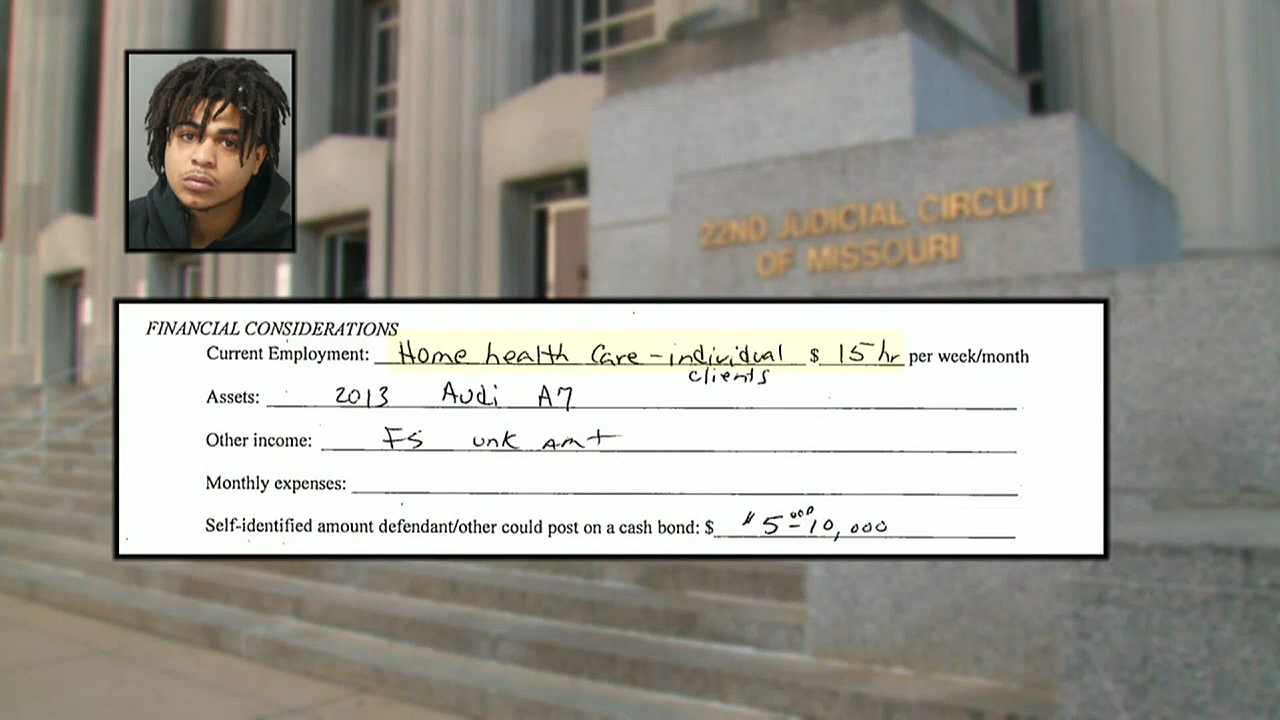 22ND JUDICIAL CIRCUIT
OF MISSOURI
FINANCIAL CONSIDERATIONS
Current Employment: Home health Care - individual $ 15 hr per week/month
clients
Assets: 2013 Audi A7
Other income: FS unk amt
Monthly expenses:
Self-identified amount defendant/other could post on a cash bond: $ $ 5000 - 10,000